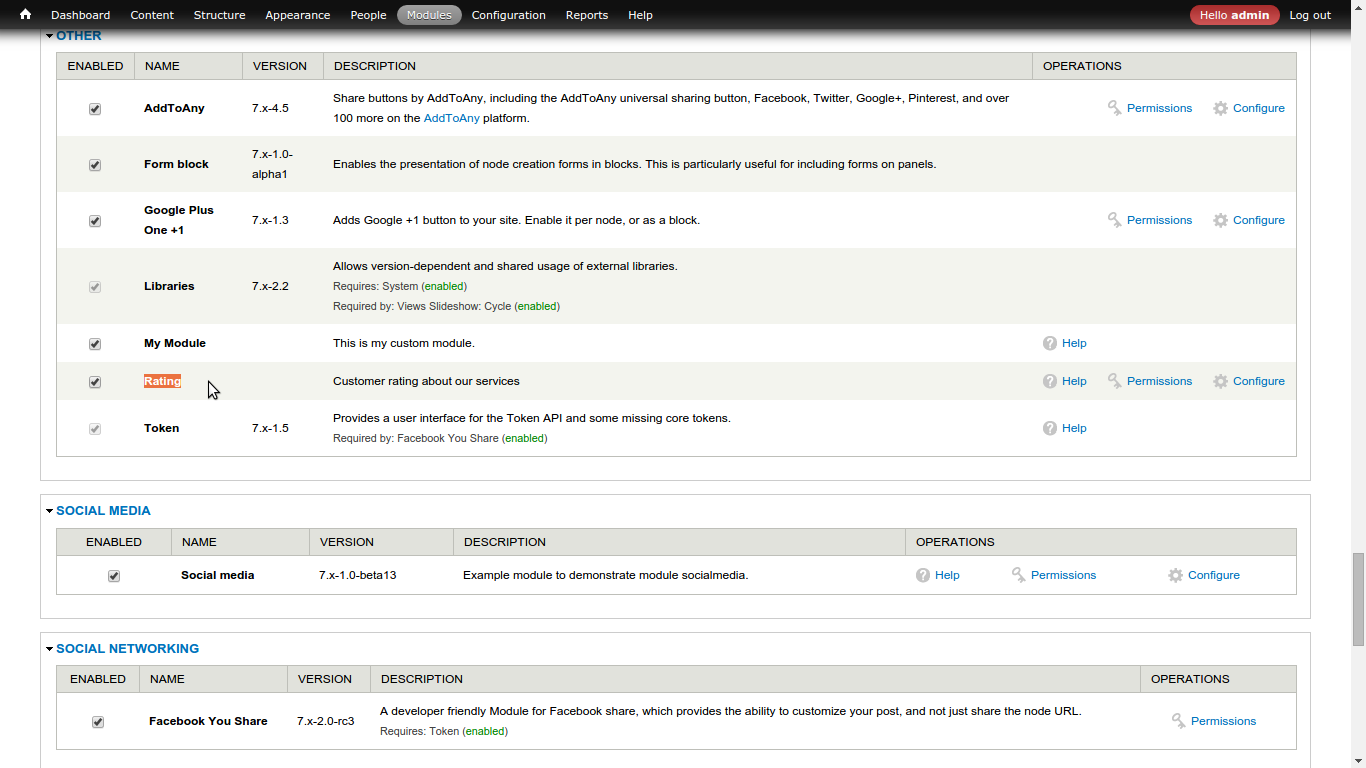 Dashboard Content Structure Appearance People Modules Configuration Reports Help Hello admin Log out
OTHER
ENABLED NAME VERSION DESCRIPTION OPERATIONS
AddToAny 7.x-4.5 Share buttons by AddToAny, including the AddToAny universal sharing button, Facebook, Twitter, Google+, Pinterest, and over
100 more on the AddToAny platform. Permissions Configure
Form block 7.x-1.0-
alpha1 Enables the presentation of node creation forms in blocks. This is particularly useful for including forms on panels.
Google Plus
One +1 7.x-1.3 Adds Google +1 button to your site. Enable it per node, or as a block. Permissions Configure
Libraries 7.x-2.2 Allows version-dependent and shared usage of external libraries.
Requires: System (enabled)
Required by: Views Slideshow: Cycle (enabled)
My Module This is my custom module. Help
Rating Customer rating about our services Help Permissions Configure
Token 7.x-1.5 Provides a user interface for the Token API and some missing core tokens.
Required by: Facebook You Share (enabled) Help
SOCIAL MEDIA
ENABLED NAME VERSION DESCRIPTION OPERATIONS
Social media 7.x-1.0-beta13 Example module to demonstrate module socialmedia. Help Permissions Configure
SOCIAL NETWORKING
ENABLED NAME VERSION DESCRIPTION OPERATIONS
Facebook You Share 7.x-2.0-rc3 A developer friendly Module for Facebook share, which provides the ability to customize your post, and not just share the node URL.
Requires: Token (enabled) Permissions